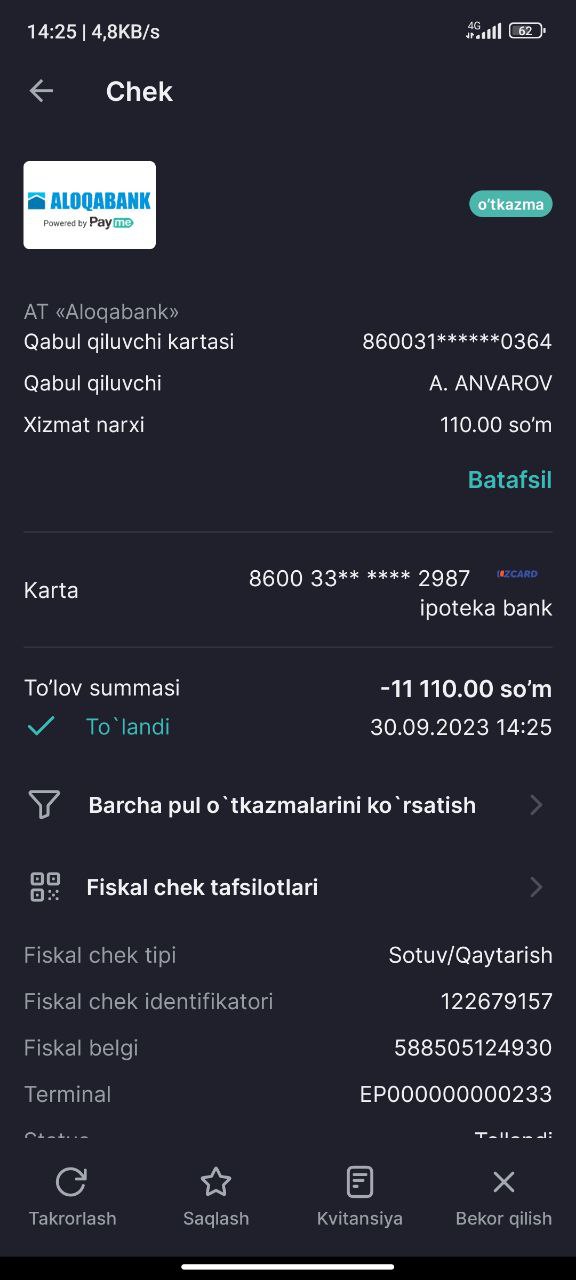 14:25 | 4,8KB/s
4G
62
Chek
ALOQABANK
Powered by Payme
o'tkazma
AT «Aloqabank»
Qabul qiluvchi kartasi 860031******0364
Qabul qiluvchi A. ANVAROV
Xizmat narxi 110.00 so’m
Batafsil
Karta 8600 33** **** 2987 UZCARD
ipoteka bank
To’lov summasi -11 110.00 so’m
To`landi 30.09.2023 14:25
Barcha pul o`tkazmalarini ko`rsatish
Fiskal chek tafsilotlari
Fiskal chek tipi Sotuv/Qaytarish
Fiskal chek identifikatori 122679157
Fiskal belgi 588505124930
Terminal EP000000000233
Takrorlash Saqlash Kvitansiya Bekor qilish